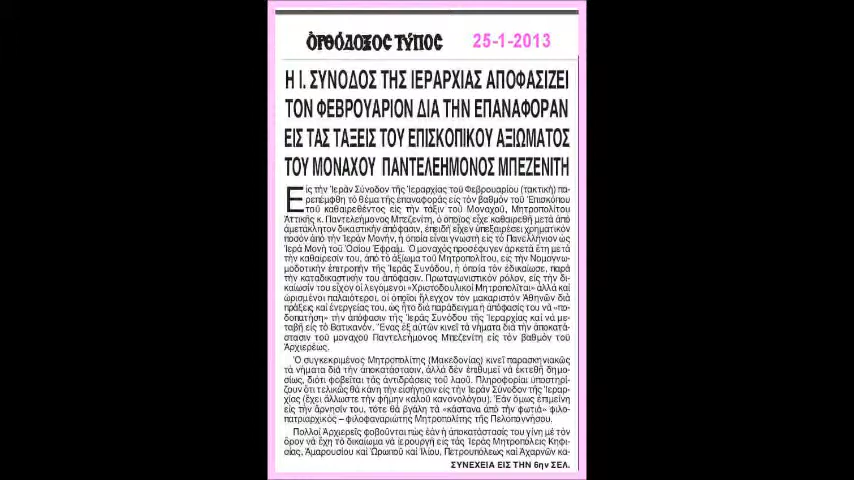 ὈΡΘΌΔΟΞΟΣ ΤΎΠΟΣ
25-1-2013
Η Ι. ΣΥΝΟΔΟΣ ΤΗΣ ΙΕΡΑΡΧΙΑΣ ΑΠΟΦΑΣΙΖΕΙ
ΤΟΝ ΦΕΒΡΟΥΑΡΙΟΝ ΔΙΑ ΤΗΝ ΕΠΑΝΑΦΟΡΑΝ
ΕΙΣ ΤΑΣ ΤΑΞΕΙΣ ΤΟΥ ΕΠΙΣΚΟΠΙΚΟΥ ΑΞΙΩΜΑΤΟΣ
ΤΟΥ ΜΟΝΑΧΟΥ ΠΑΝΤΕΛΕΗΜΟΝΟΣ ΜΠΕΖΕΝΙΤΗ
Εἰς τὴν Ἱερὰν Σύνοδον τῆς Ἱεραρχίας τοῦ Φεβρουαρίου (τακτικὴ) πα-
ρεπέμφθη τὸ θέμα τῆς ἐπαναφορᾶς εἰς τὸν βαθμὸν τοῦ Ἐπισκόπου
τοῦ καθαιρεθέντος εἰς τὴν τάξιν τοῦ Μοναχοῦ, Μητροπολίτου
Ἀττικῆς κ. Παντελεήμονος Μπεζενίτη, ὁ ὁποῖος εἶχε καθαιρεθῆ μετὰ ἀπὸ
ἀμετάκλητον δικαστικὴν ἀπόφασιν, ἐπειδὴ εἶχεν ὑπεξαιρέσει χρηματικὸν
ποσὸν ἀπὸ τὴν Ἱερὰν Μονήν, ἡ ὁποία εἶναι γνωστὴ εἰς τὸ Πανελλήνιον ὡς
Ἱερὰ Μονὴ τοῦ Ὁσίου Ἐφραίμ. Ὁ μοναχὸς προσέφυγεν ἀρκετὰ ἔτη μετὰ
τὴν καθαίρεσίν του, ἀπὸ τὸ ἀξίωμα τοῦ Μητροπολίτου, εἰς τὴν Νομογνω-
μοδοτικὴν ἐπιτροπὴν τῆς Ἱερᾶς Συνόδου, ἡ ὁποία τὸν ἐδικαίωσε, παρὰ
τὴν καταδικαστικὴν του ἀπόφασιν. Πρωταγωνιστικὸν ρόλον, εἰς τὴν δι-
καίωσίν του εἶχον οἱ λεγόμενοι «Χριστοδουλικοὶ Μητροπολῖται» ἀλλὰ καὶ
ὡρισμένοι παλαιότεροι, οἱ ὁποῖοι ἤλεγχον τὸν μακαριστὸν Ἀθηνῶν διὰ
πράξεις καὶ ἐνεργείας του, ὡς ἦτο διὰ παράδειγμα ἡ ἀπόφασίς του νὰ «πο-
δοπατήση» τὴν ἀπόφασιν τῆς Ἱερᾶς Συνόδου τῆς Ἱεραρχίας καὶ νὰ με-
ταβῆ εἰς τὸ Βατικανόν. Ἕνας ἐξ αὐτῶν κινεῖ τὰ νήματα διὰ τὴν ἀποκατά-
στασιν τοῦ μοναχοῦ Παντελεήμονος Μπεζενίτη εἰς τὸν βαθμὸν τοῦ
Ἀρχιερέως.
Ὁ συγκεκριμένος Μητροπολίτης (Μακεδονίας) κινεῖ παρασκηνιακῶς
τὰ νήματα διὰ τὴν ἀποκατάστασιν, ἀλλὰ δὲν ἐπιθυμεῖ νὰ ἐκτεθῆ δημο-
σίως, διότι φοβεῖται τὰς ἀντιδράσεις τοῦ λαοῦ. Πληροφορίαι ὑποστηρί-
ζουν ὅτι τελικῶς θὰ κάνη τὴν εἰσήγησιν εἰς τὴν Ἱερὰν Σύνοδον τῆς Ἱεραρ-
χίας (ἔχει ἄλλωστε τὴν φήμην καλοῦ κανονολόγου). Ἐὰν ὅμως ἐπιμείνη
εἰς τὴν ἄρνησίν του, τότε θὰ βγάλη τὰ «κάστανα ἀπὸ τὴν φωτιὰ» φιλο-
πατριαρχικὸς – φιλοφαναριώτης Μητροπολίτης τῆς Πελοποννήσου.
Πολλοὶ Ἀρχιερεῖς φοβοῦνται πὼς ἐὰν ἡ ἀποκατάστασίς του γίνη μὲ τὸν
ὅρον νὰ ἔχη τὸ δικαίωμα νὰ ιερουργῆ εἰς τὰς Ἱερὰς Μητροπόλεις Κηφι-
σίας, Ἀμαρουσίου καὶ Ὠρωποῦ καὶ Ἰλίου, Πετρουπόλεως καὶ Ἀχαρνῶν κα-
ΣΥΝΕΧΕΙΑ ΕΙΣ ΤΗΝ 6ην ΣΕΛ.